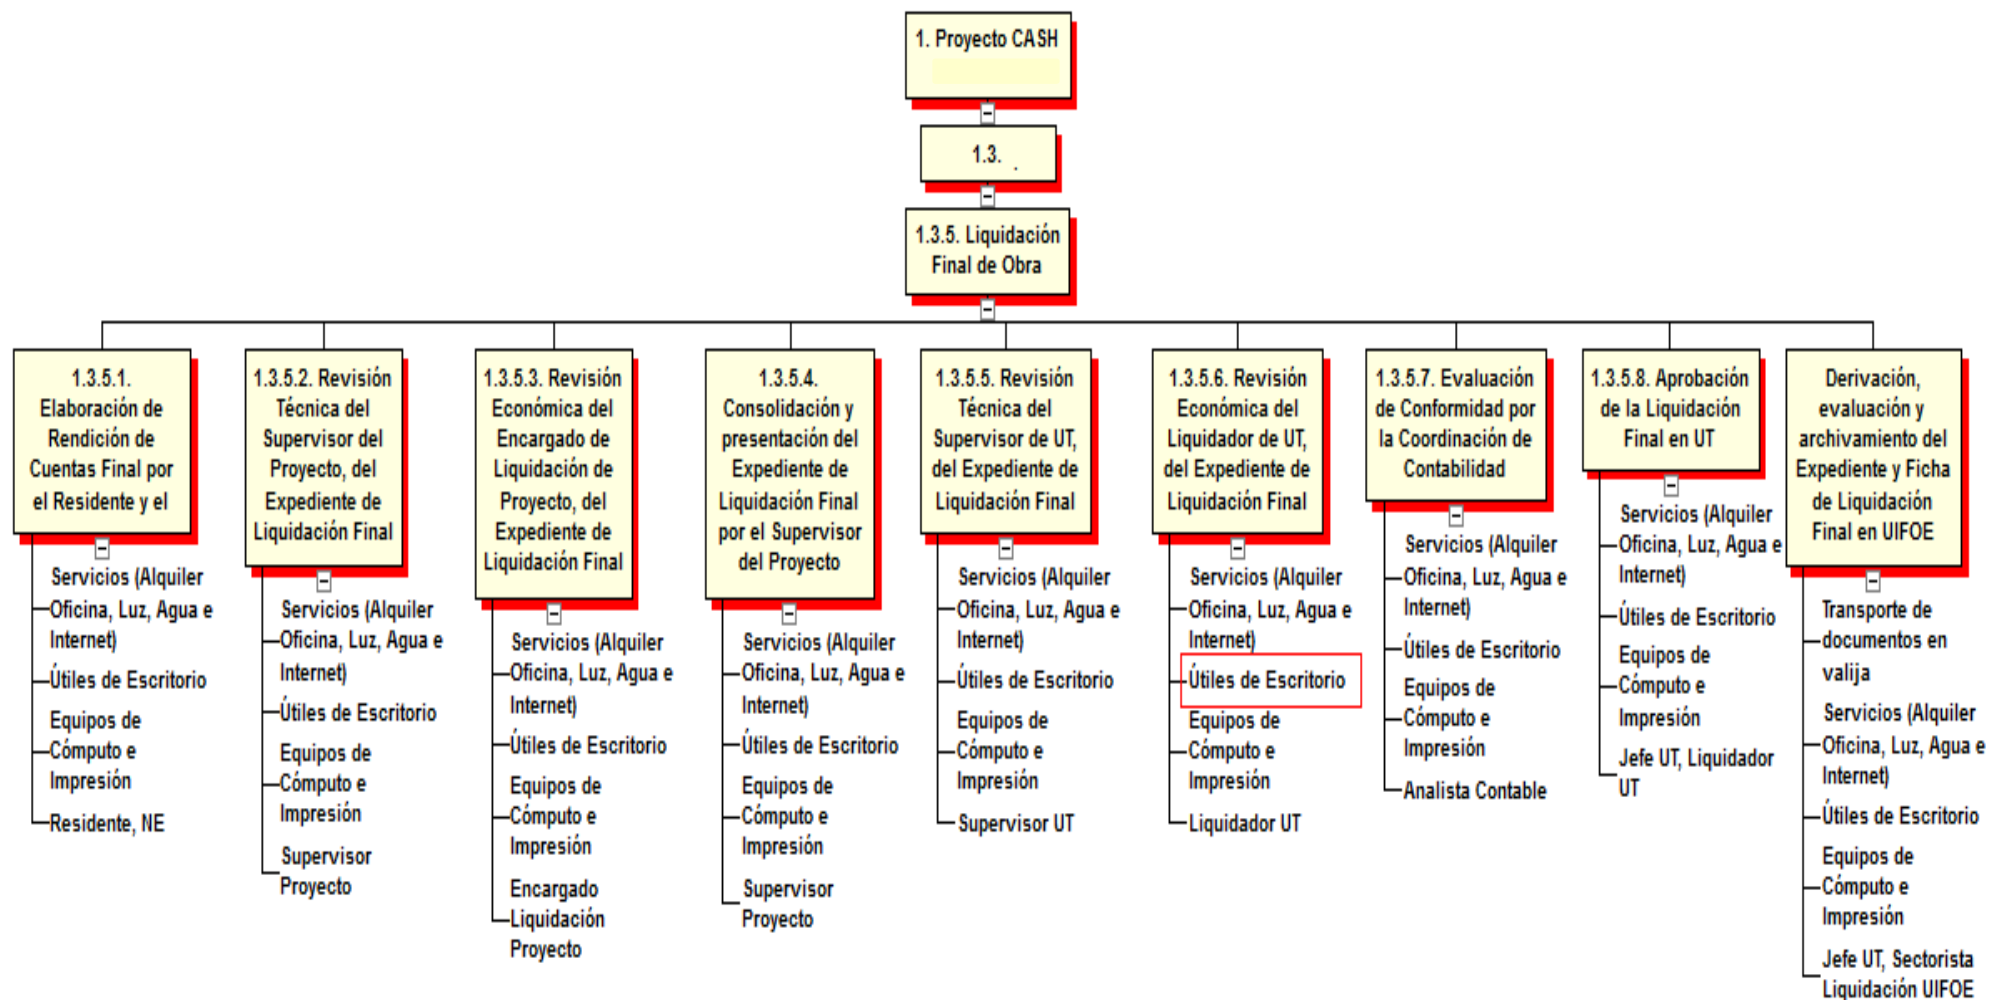 1. Proyecto CASH
1.3. .
1.3.5. Liquidación
Final de Obra
1.3.5.1.
Elaboración de
Rendición de
Cuentas Final por
el Residente y el
Servicios (Alquiler
Oficina, Luz, Agua e
Internet)
Útiles de Escritorio
Equipos de
Cómputo e
Impresión
Residente, NE
1.3.5.2. Revisión
Técnica del
Supervisor del
Proyecto, del
Expediente de
Liquidación Final
Servicios (Alquiler
Oficina, Luz, Agua e
Internet)
Útiles de Escritorio
Equipos de
Cómputo e
Impresión
Supervisor
Proyecto
1.3.5.3. Revisión
Económica del
Encargado de
Liquidación de
Proyecto, del
Expediente de
Liquidación Final
Servicios (Alquiler
Oficina, Luz, Agua e
Internet)
Útiles de Escritorio
Equipos de
Cómputo e
Impresión
Encargado
Liquidación
Proyecto
1.3.5.4.
Consolidación y
presentación del
Expediente de
Liquidación Final
por el Supervisor
del Proyecto
Servicios (Alquiler
Oficina, Luz, Agua e
Internet)
Útiles de Escritorio
Equipos de
Cómputo e
Impresión
Supervisor
Proyecto
1.3.5.5. Revisión
Técnica del
Supervisor de UT,
del Expediente de
Liquidación Final
Servicios (Alquiler
Oficina, Luz, Agua e
Internet)
Útiles de Escritorio
Equipos de
Cómputo e
Impresión
Supervisor UT
1.3.5.6. Revisión
Económica del
Liquidador de UT,
del Expediente de
Liquidación Final
Servicios (Alquiler
Oficina, Luz, Agua e
Internet)
Útiles de Escritorio
Equipos de
Cómputo e
Impresión
Liquidador UT
1.3.5.7. Evaluación
de Conformidad por
la Coordinación de
Contabilidad
Servicios (Alquiler
Oficina, Luz, Agua e
Internet)
Útiles de Escritorio
Equipos de
Cómputo e
Impresión
Analista Contable
1.3.5.8. Aprobación
de la Liquidación
Final en UT
Servicios (Alquiler
Oficina, Luz, Agua e
Internet)
Útiles de Escritorio
Equipos de
Cómputo e
Impresión
Jefe UT, Liquidador
UT
Derivación,
evaluación y
archivamiento del
Expediente y Ficha
de Liquidación
Final en UIFOE
Transporte de
documentos en
valija
Servicios (Alquiler
Oficina, Luz, Agua e
Internet)
Útiles de Escritorio
Equipos de
Cómputo e
Impresión
Jefe UT, Sectorista
Liquidación UIFOE